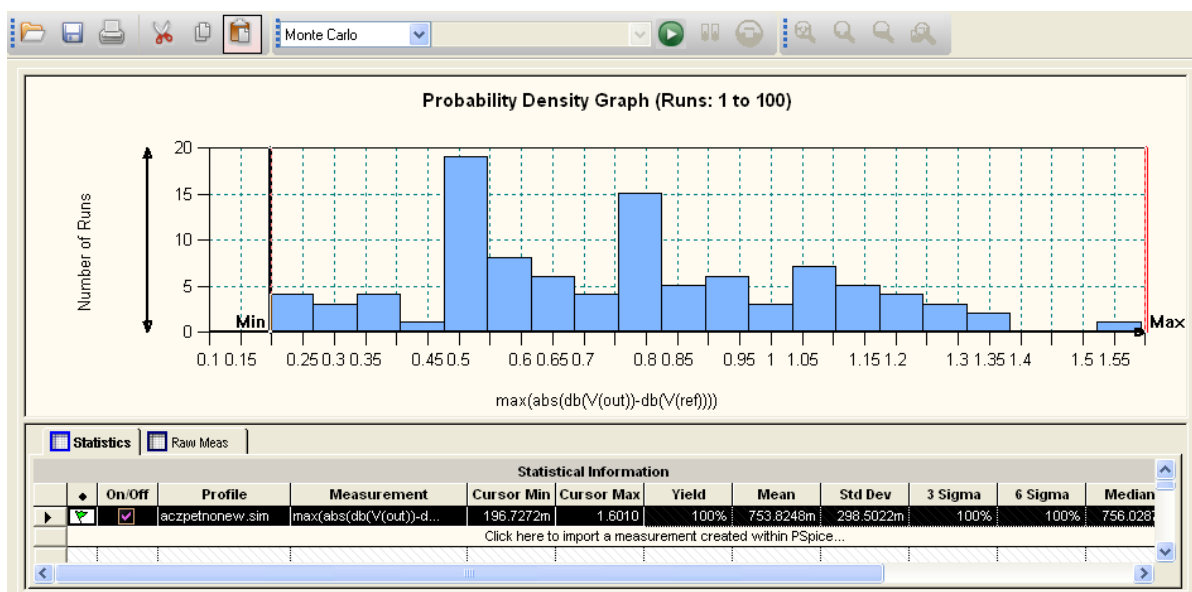 Monte Carlo
Probability Density Graph (Runs: 1 to 100)
Number of Runs
20
15
10
5
0
Min
Max
0.1 0.15 0.25 0.3 0.35 0.45 0.5 0.6 0.65 0.7 0.8 0.85 0.95 1 1.05 1.15 1.2 1.3 1.35 1.4 1.5 1.55
max(abs(db(V(out))-db(V(ref))))
Statistics Raw Meas
Statistical Information
On/Off Profile Measurement Cursor Min Cursor Max Yield Mean Std Dev 3 Sigma 6 Sigma Median
aczpetnonew.sim max(abs(db(V(out))-d... 196.7272m 1.6010 100% 753.8248m 298.5022m 100% 100% 756.0287
Click here to import a measurement created within PSpice...